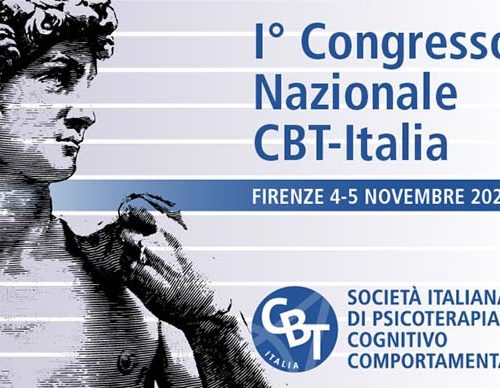 I° Congresso
Nazionale
CBT-Italia
FIRENZE 4-5 NOVEMBRE 202
CBT
ITALIA
SOCIETÀ ITALIANA
DI PSICOTERAPIA
COGNITIVO
COMPORTAMENTA